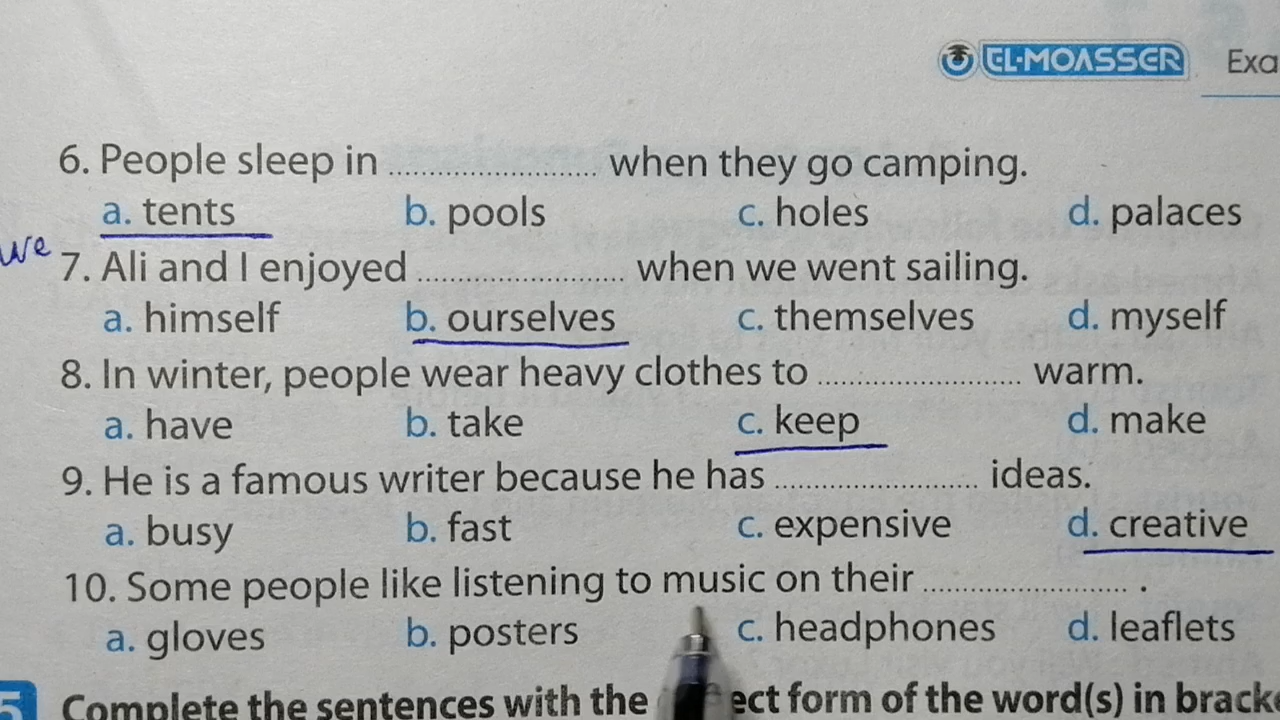 EL-MOASSER Exa
6. People sleep in ........................ when they go camping.
a. tents b. pools c. holes d. palaces
we
7. Ali and I enjoyed ........................ when we went sailing.
a. himself b. ourselves c. themselves d. myself
8. In winter, people wear heavy clothes to ........................ warm.
a. have b. take c. keep d. make
9. He is a famous writer because he has ........................ ideas.
a. busy b. fast c. expensive d. creative
10. Some people like listening to music on their ........................ .
a. gloves b. posters c. headphones d. leaflets
5 Complete the sentences with the ect form of the word(s) in brack